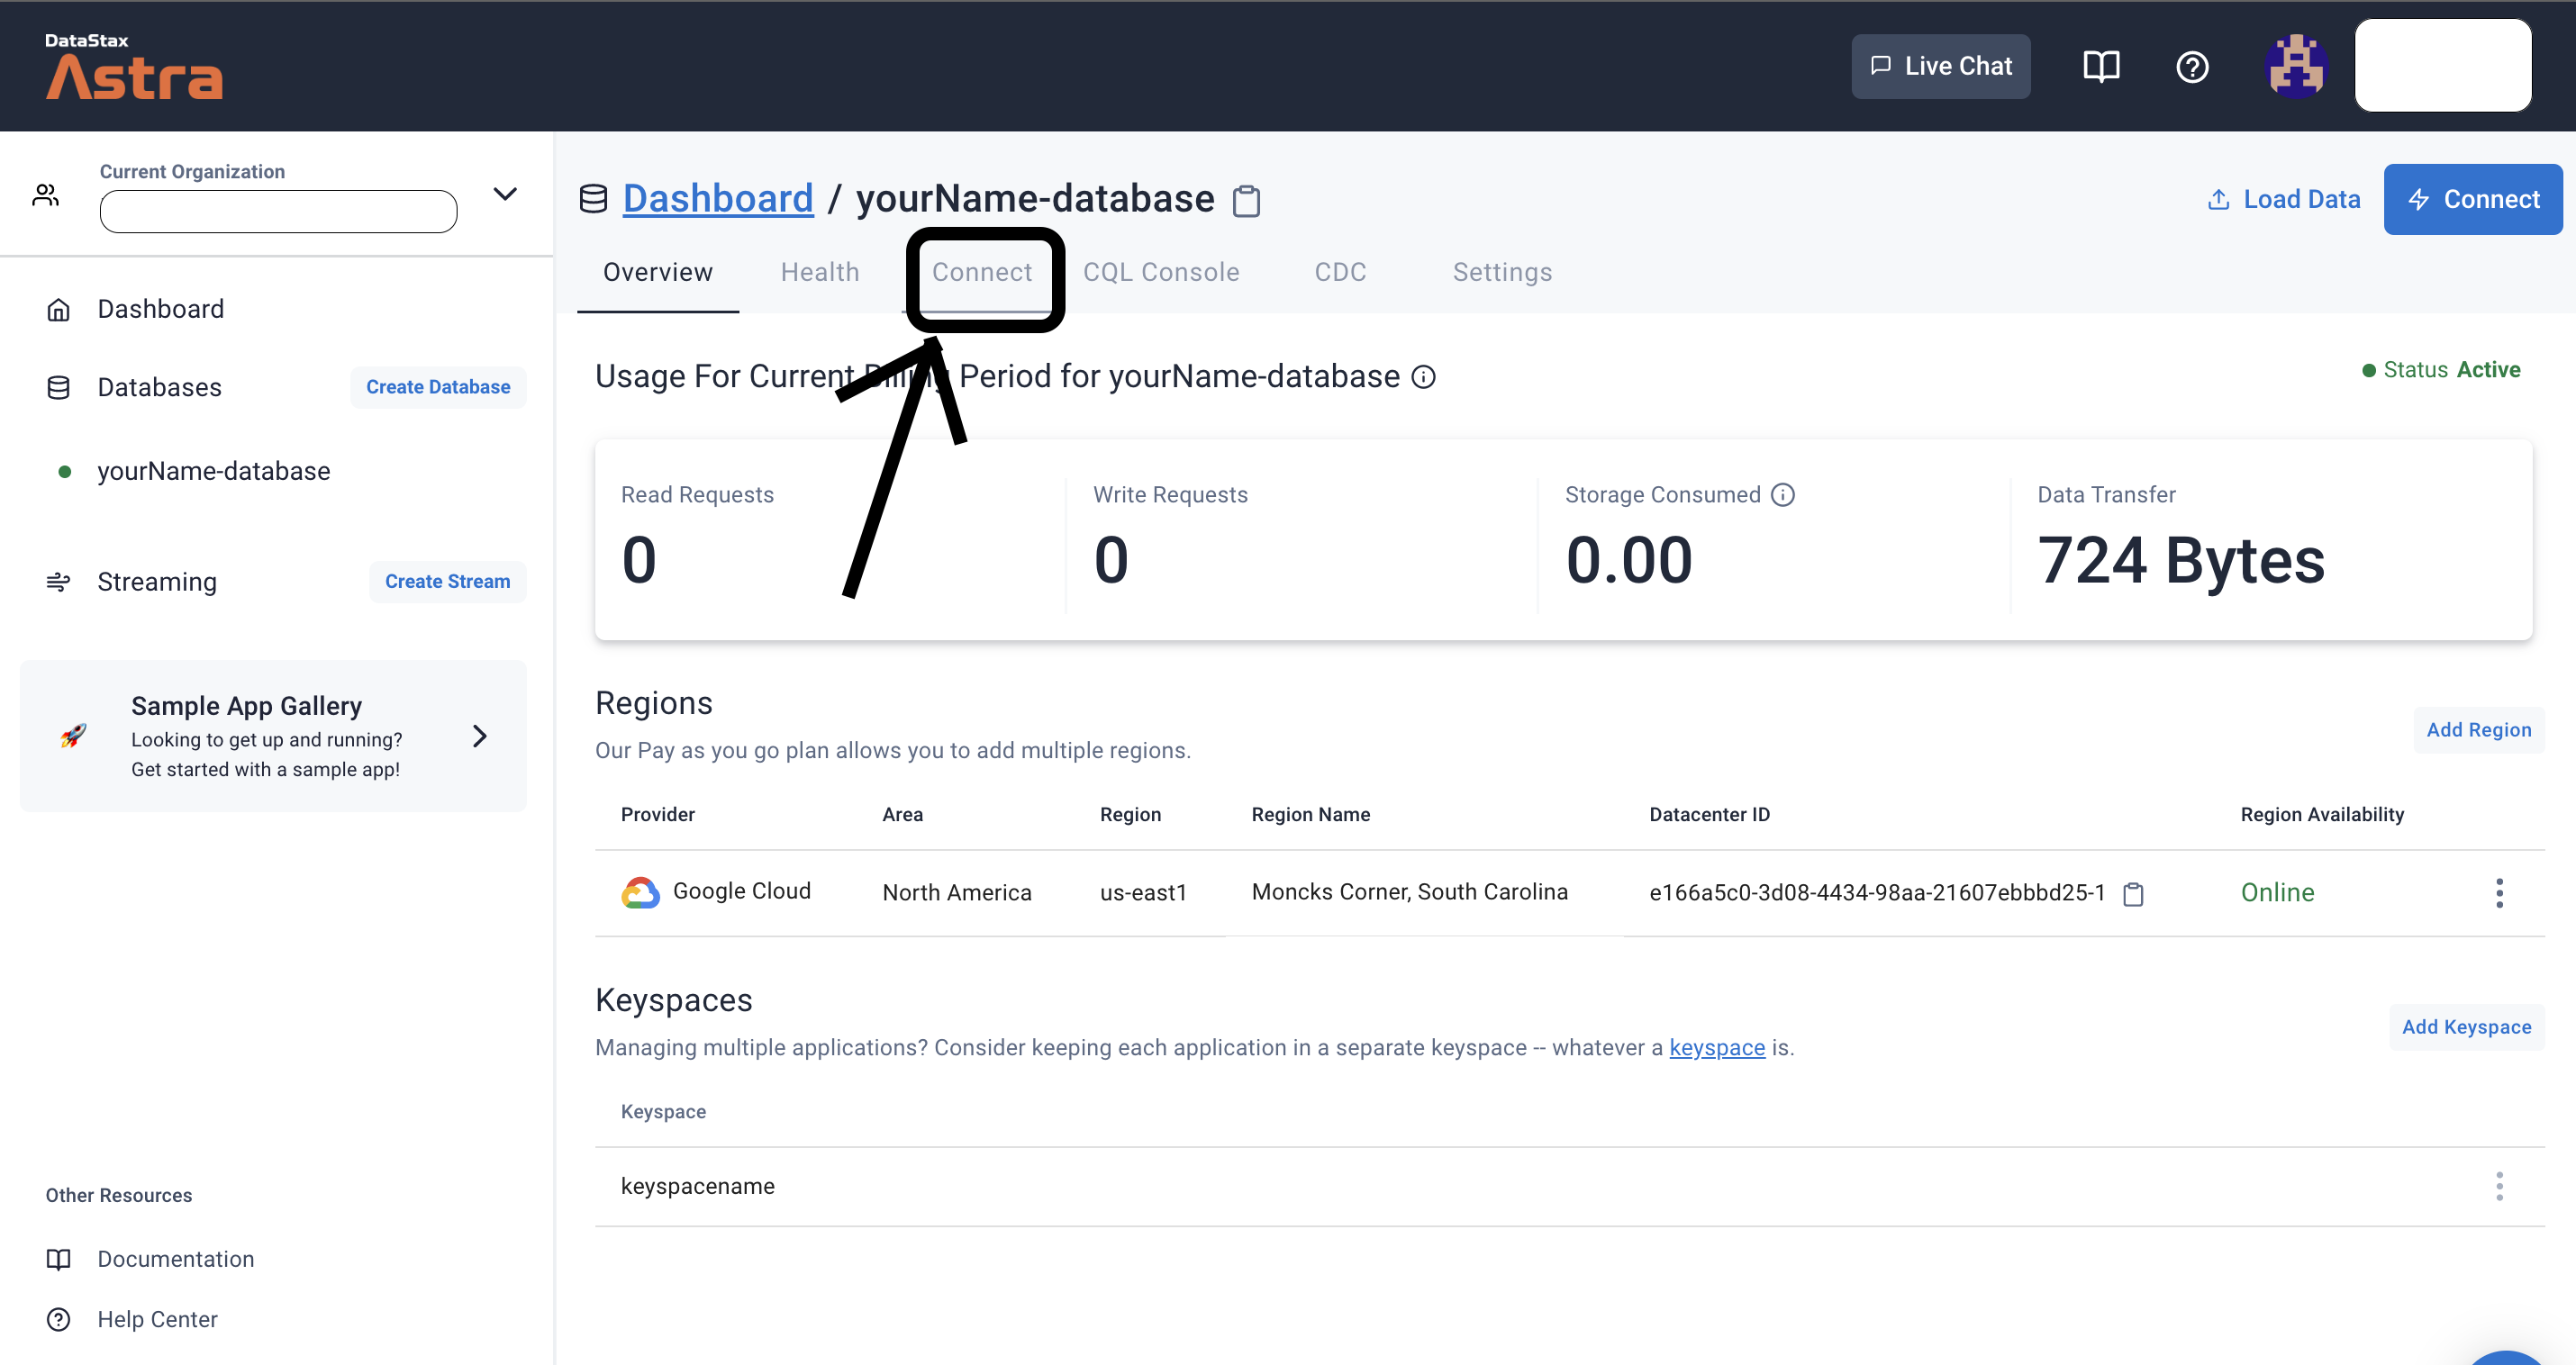 DataStax
Astra
Live Chat
Current Organization
Dashboard / yourName-database
Load Data
Connect
Overview
Health
Connect
CQL Console
CDC
Settings
Dashboard
Databases
Create Database
yourName-database
Streaming
Create Stream
Sample App Gallery
Looking to get up and running?
Get started with a sample app!
Other Resources
Documentation
Help Center
Usage For Current Billing Period for yourName-database
Status Active
Read Requests
0
Write Requests
0
Storage Consumed
0.00
Data Transfer
724 Bytes
Regions
Our Pay as you go plan allows you to add multiple regions.
Add Region
Provider
Area
Region
Region Name
Datacenter ID
Region Availability
Google Cloud
North America
us-east1
Moncks Corner, South Carolina
e166a5c0-3d08-4434-98aa-21607ebbbd25-1
Online
Keyspaces
Managing multiple applications? Consider keeping each application in a separate keyspace -- whatever a keyspace is.
Add Keyspace
Keyspace
keyspacename